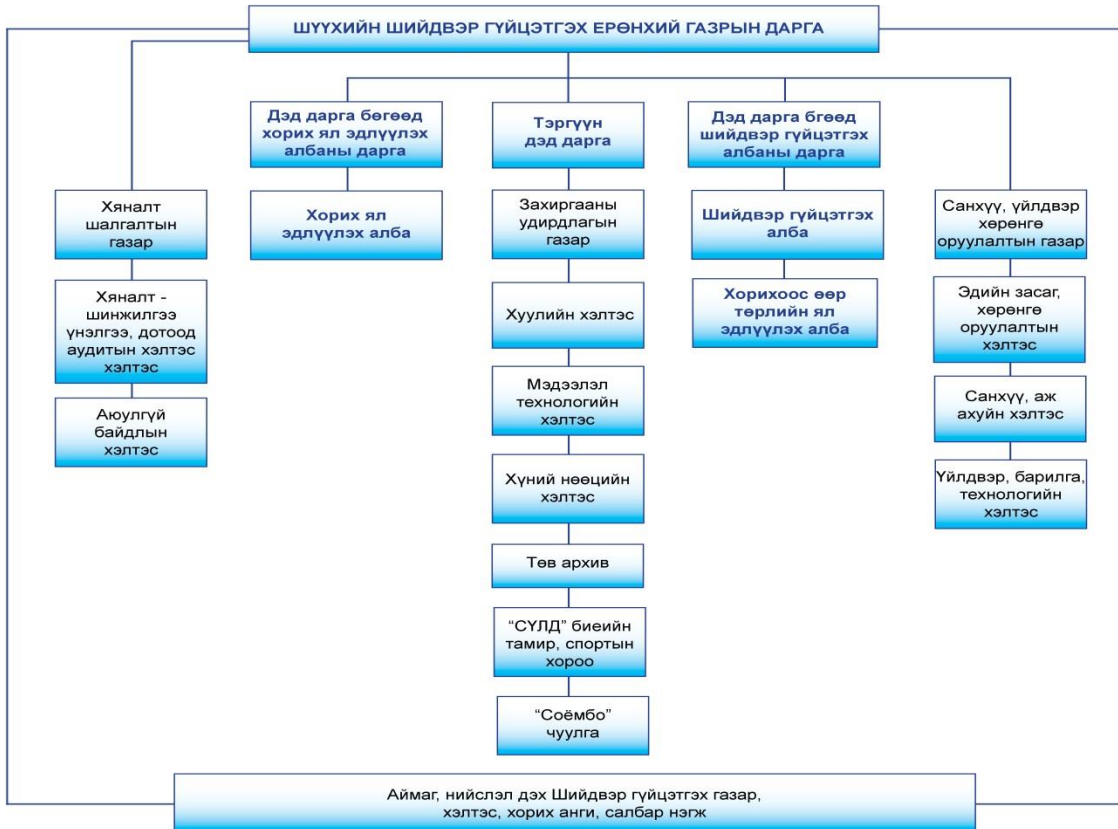 ШҮҮХИЙН ШИЙДВЭР ГҮЙЦЭТГЭХ ЕРӨНХИЙ ГАЗРЫН ДАРГА
Дэд дарга бөгөөд
хорих ял эдлүүлэх
албаны дарга
Тэргүүн
дэд дарга
Дэд дарга бгөөд
шийдвэр гүйцэтгэх
албаны дарга
Хяналт
шалгалтын
газар
Хорих ял
эдлүүлэх алба
Захиргааны
удирдлагын
газар
Шийдвэр гүйцэтгэх
алба
Санхүү, үйлдвэр
хөрөнгө
оруулалтын газар
Хяналт -
шинжилгээ
үнэлгээ, дотоод
аудитын хэлтэс
хэлтэс
Хуулийн хэлтэс
Хорихоос өөр
төрлийн ял
эдлүүлэх алба
Эдийн засаг,
хөрөнгө
оруулалтын
хэлтэс
Аюулгүй
байдлын
хэлтэс
Мэдээлэл
технологийн
хэлтэс
Санхүү, аж
ахуйн хэлтэс
Хүний нөөцийн
хэлтэс
Үйлдвэр, барилга,
технологийн
хэлтэс
Төв архив
“СҮЛД” биеийн
тамир, спортын
хороо
“Соёмбо”
чуулга
Аймаг, нийслэл дэх Шийдвэр гүйцэтгэх газар,
хэлтэс, хорих анги, салбар нэгж